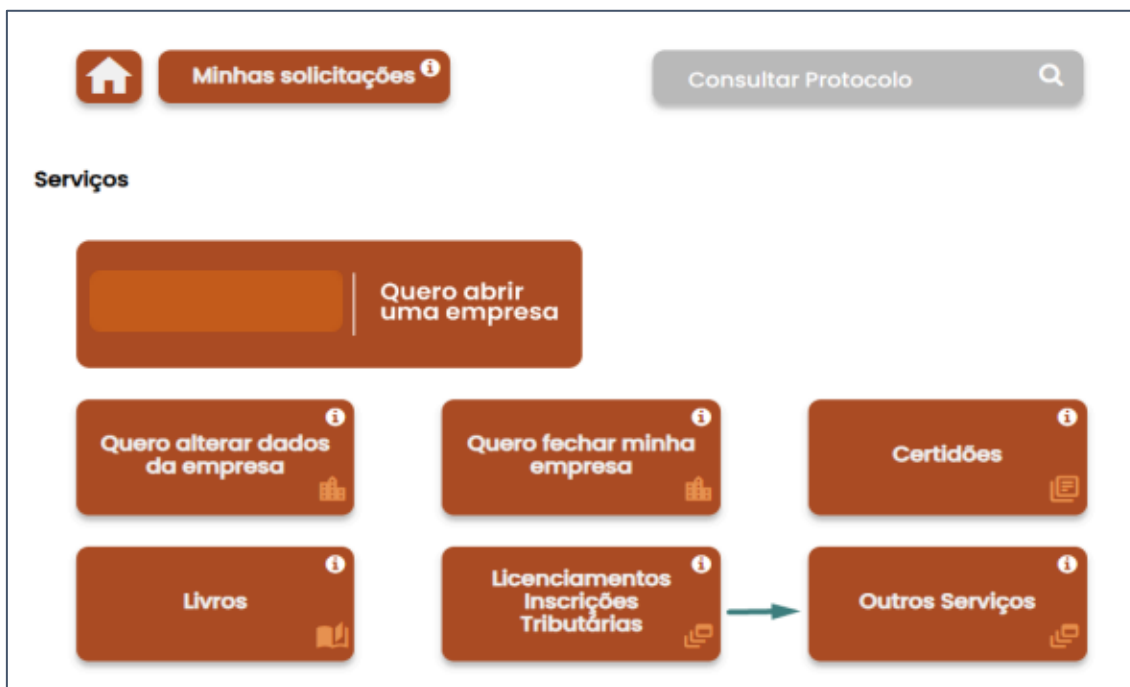 Minhas solicitações
Consultar Protocolo
Serviços
Quero abrir
uma empresa
Quero alterar dados
da empresa
Quero fechar minha
empresa
Certidões
Livros
Licenciamentos
Inscrições
Tributárias
Outros Serviços